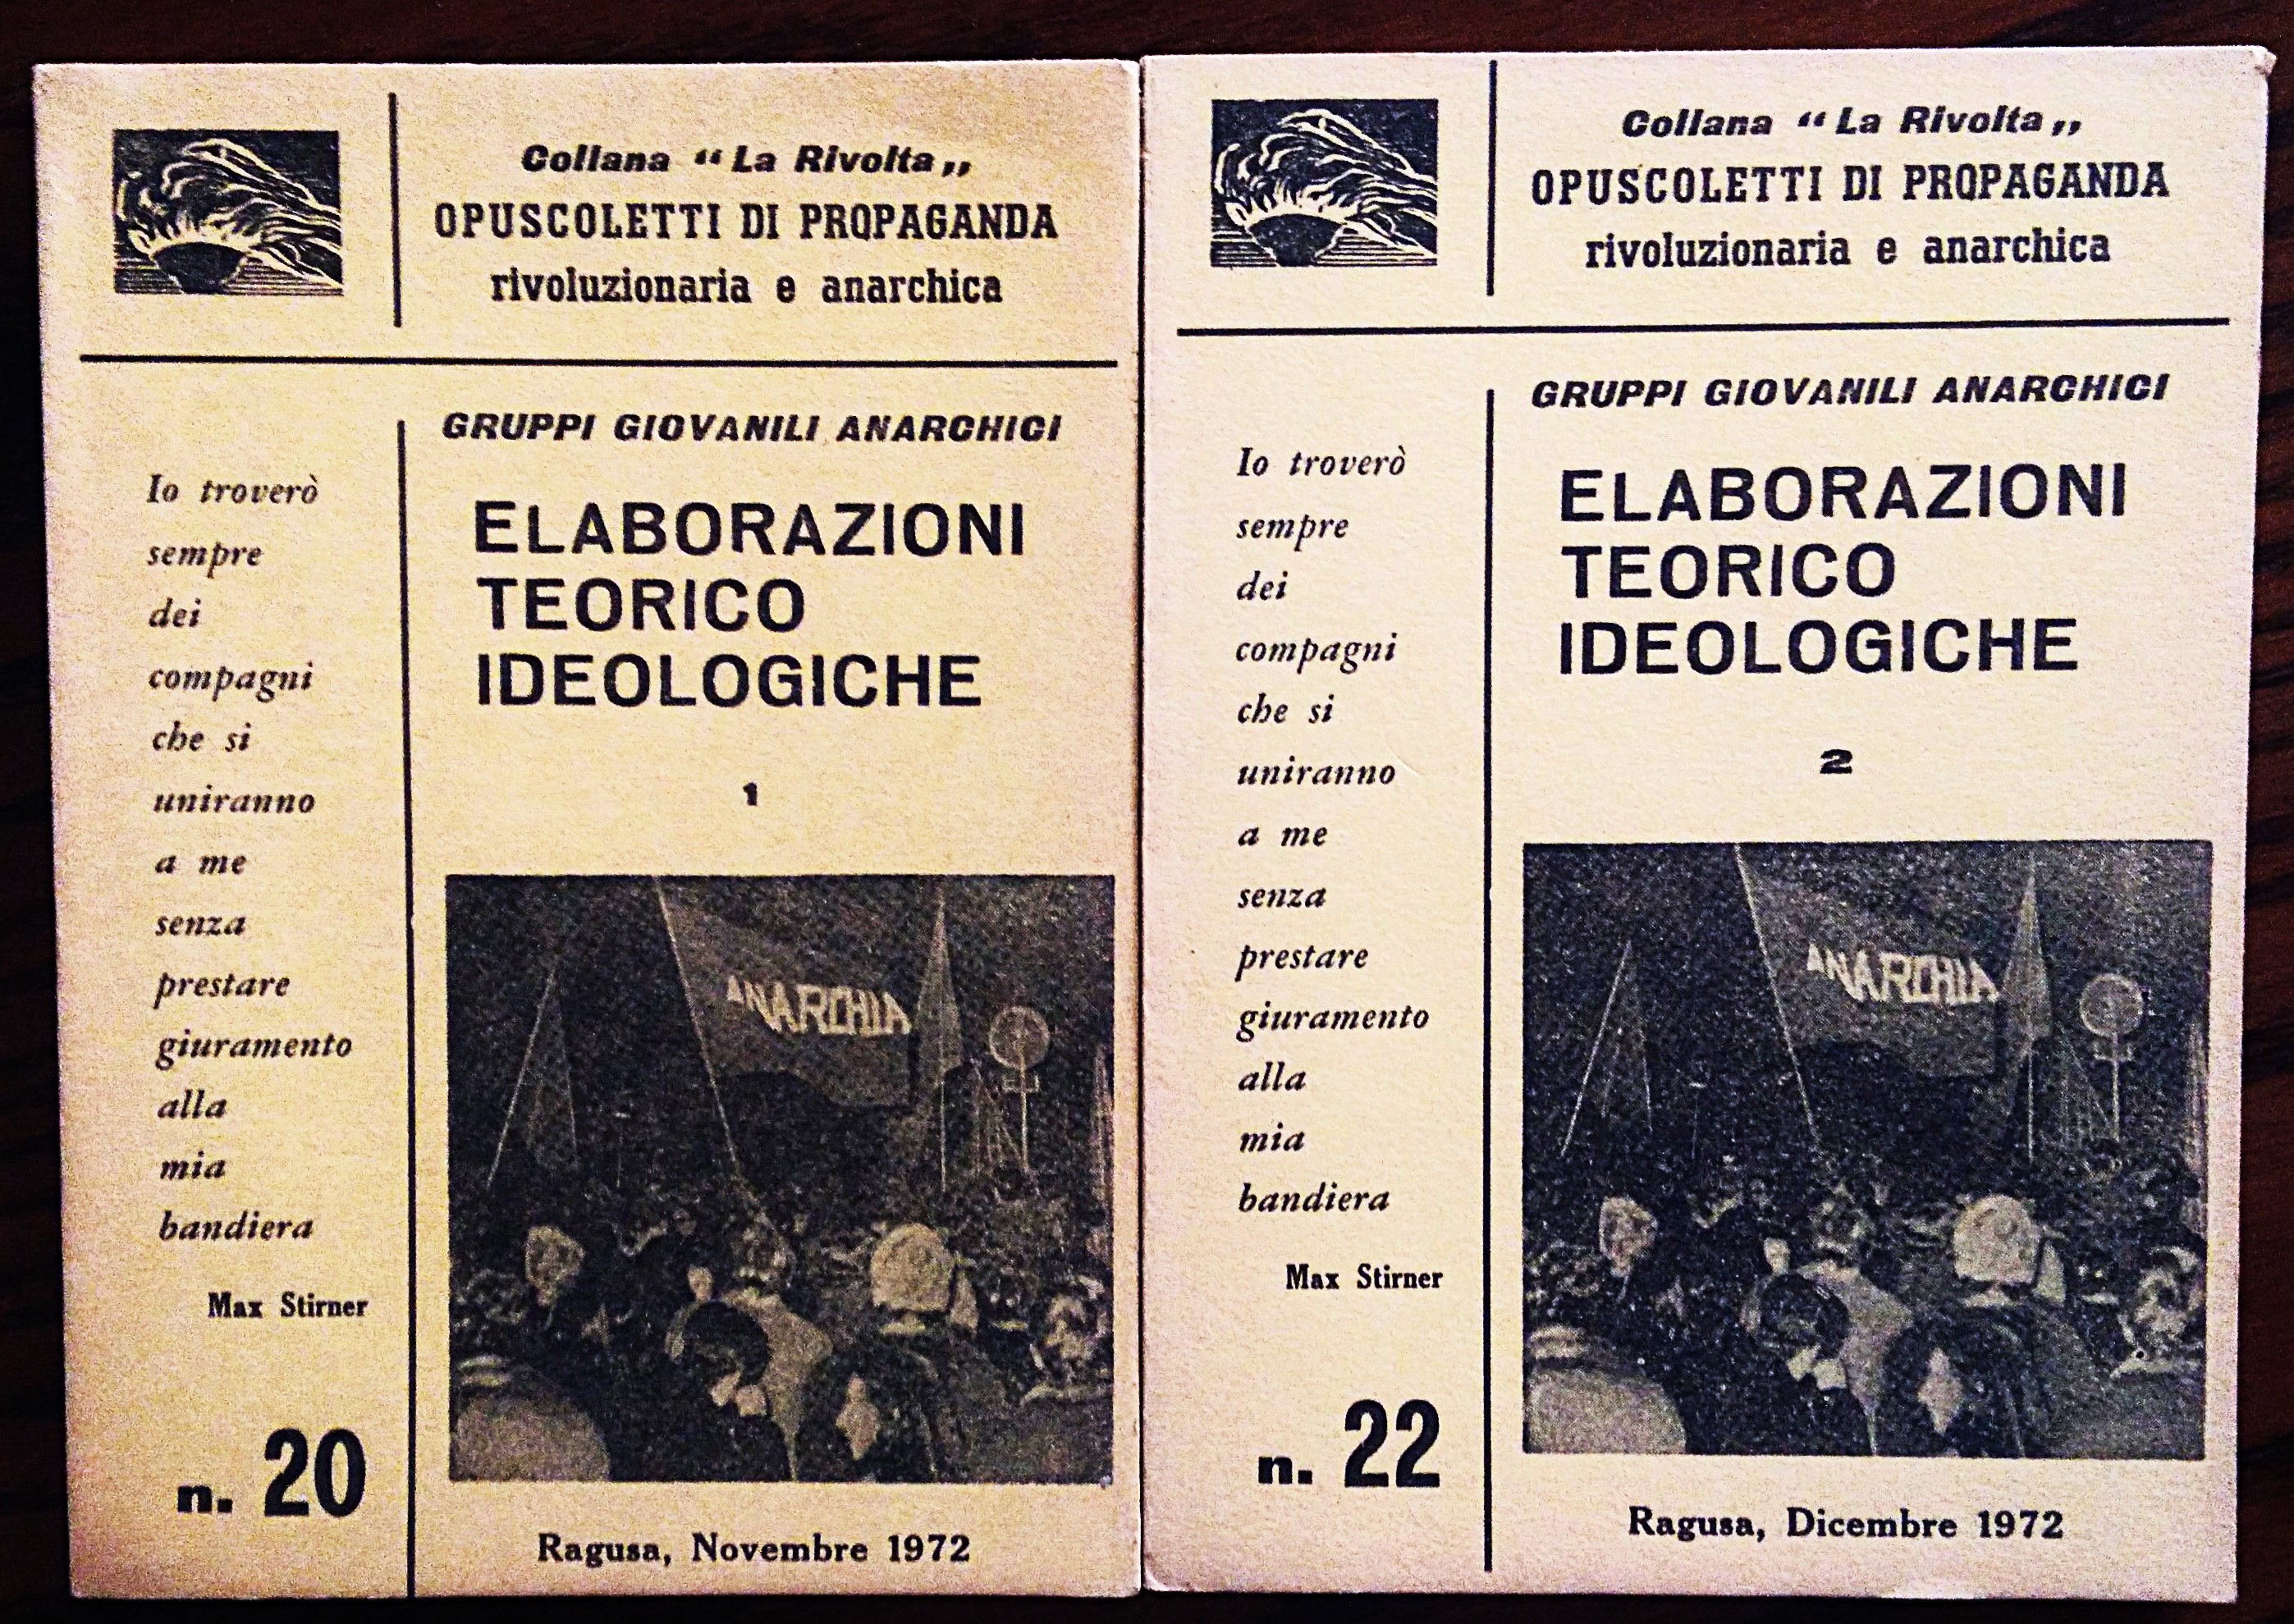 Collana “ La Rivolta „
OPUSCOLETTI DI PROPAGANDA
rivoluzionaria e anarchica
GRUPPI GIOVANILI ANARCHICI
ELABORAZIONI
TEORICO
IDEOLOGICHE
1
Io troverò
sempre
dei
compagni
che si
uniranno
a me
senza
prestare
giuramento
alla
mia
bandiera
Max Stirner
n. 20
ANARCHIA
Ragusa, Novembre 1972
Collana “ La Rivolta „
OPUSCOLETTI DI PROPAGANDA
rivoluzionaria e anarchica
GRUPPI GIOVANILI ANARCHICI
ELABORAZIONI
TEORICO
IDEOLOGICHE
2
Io troverò
sempre
dei
compagni
che si
uniranno
a me
senza
prestare
giuramento
alla
mia
bandiera
Max Stirner
n. 22
ANARCHIA
Ragusa, Dicembre 1972